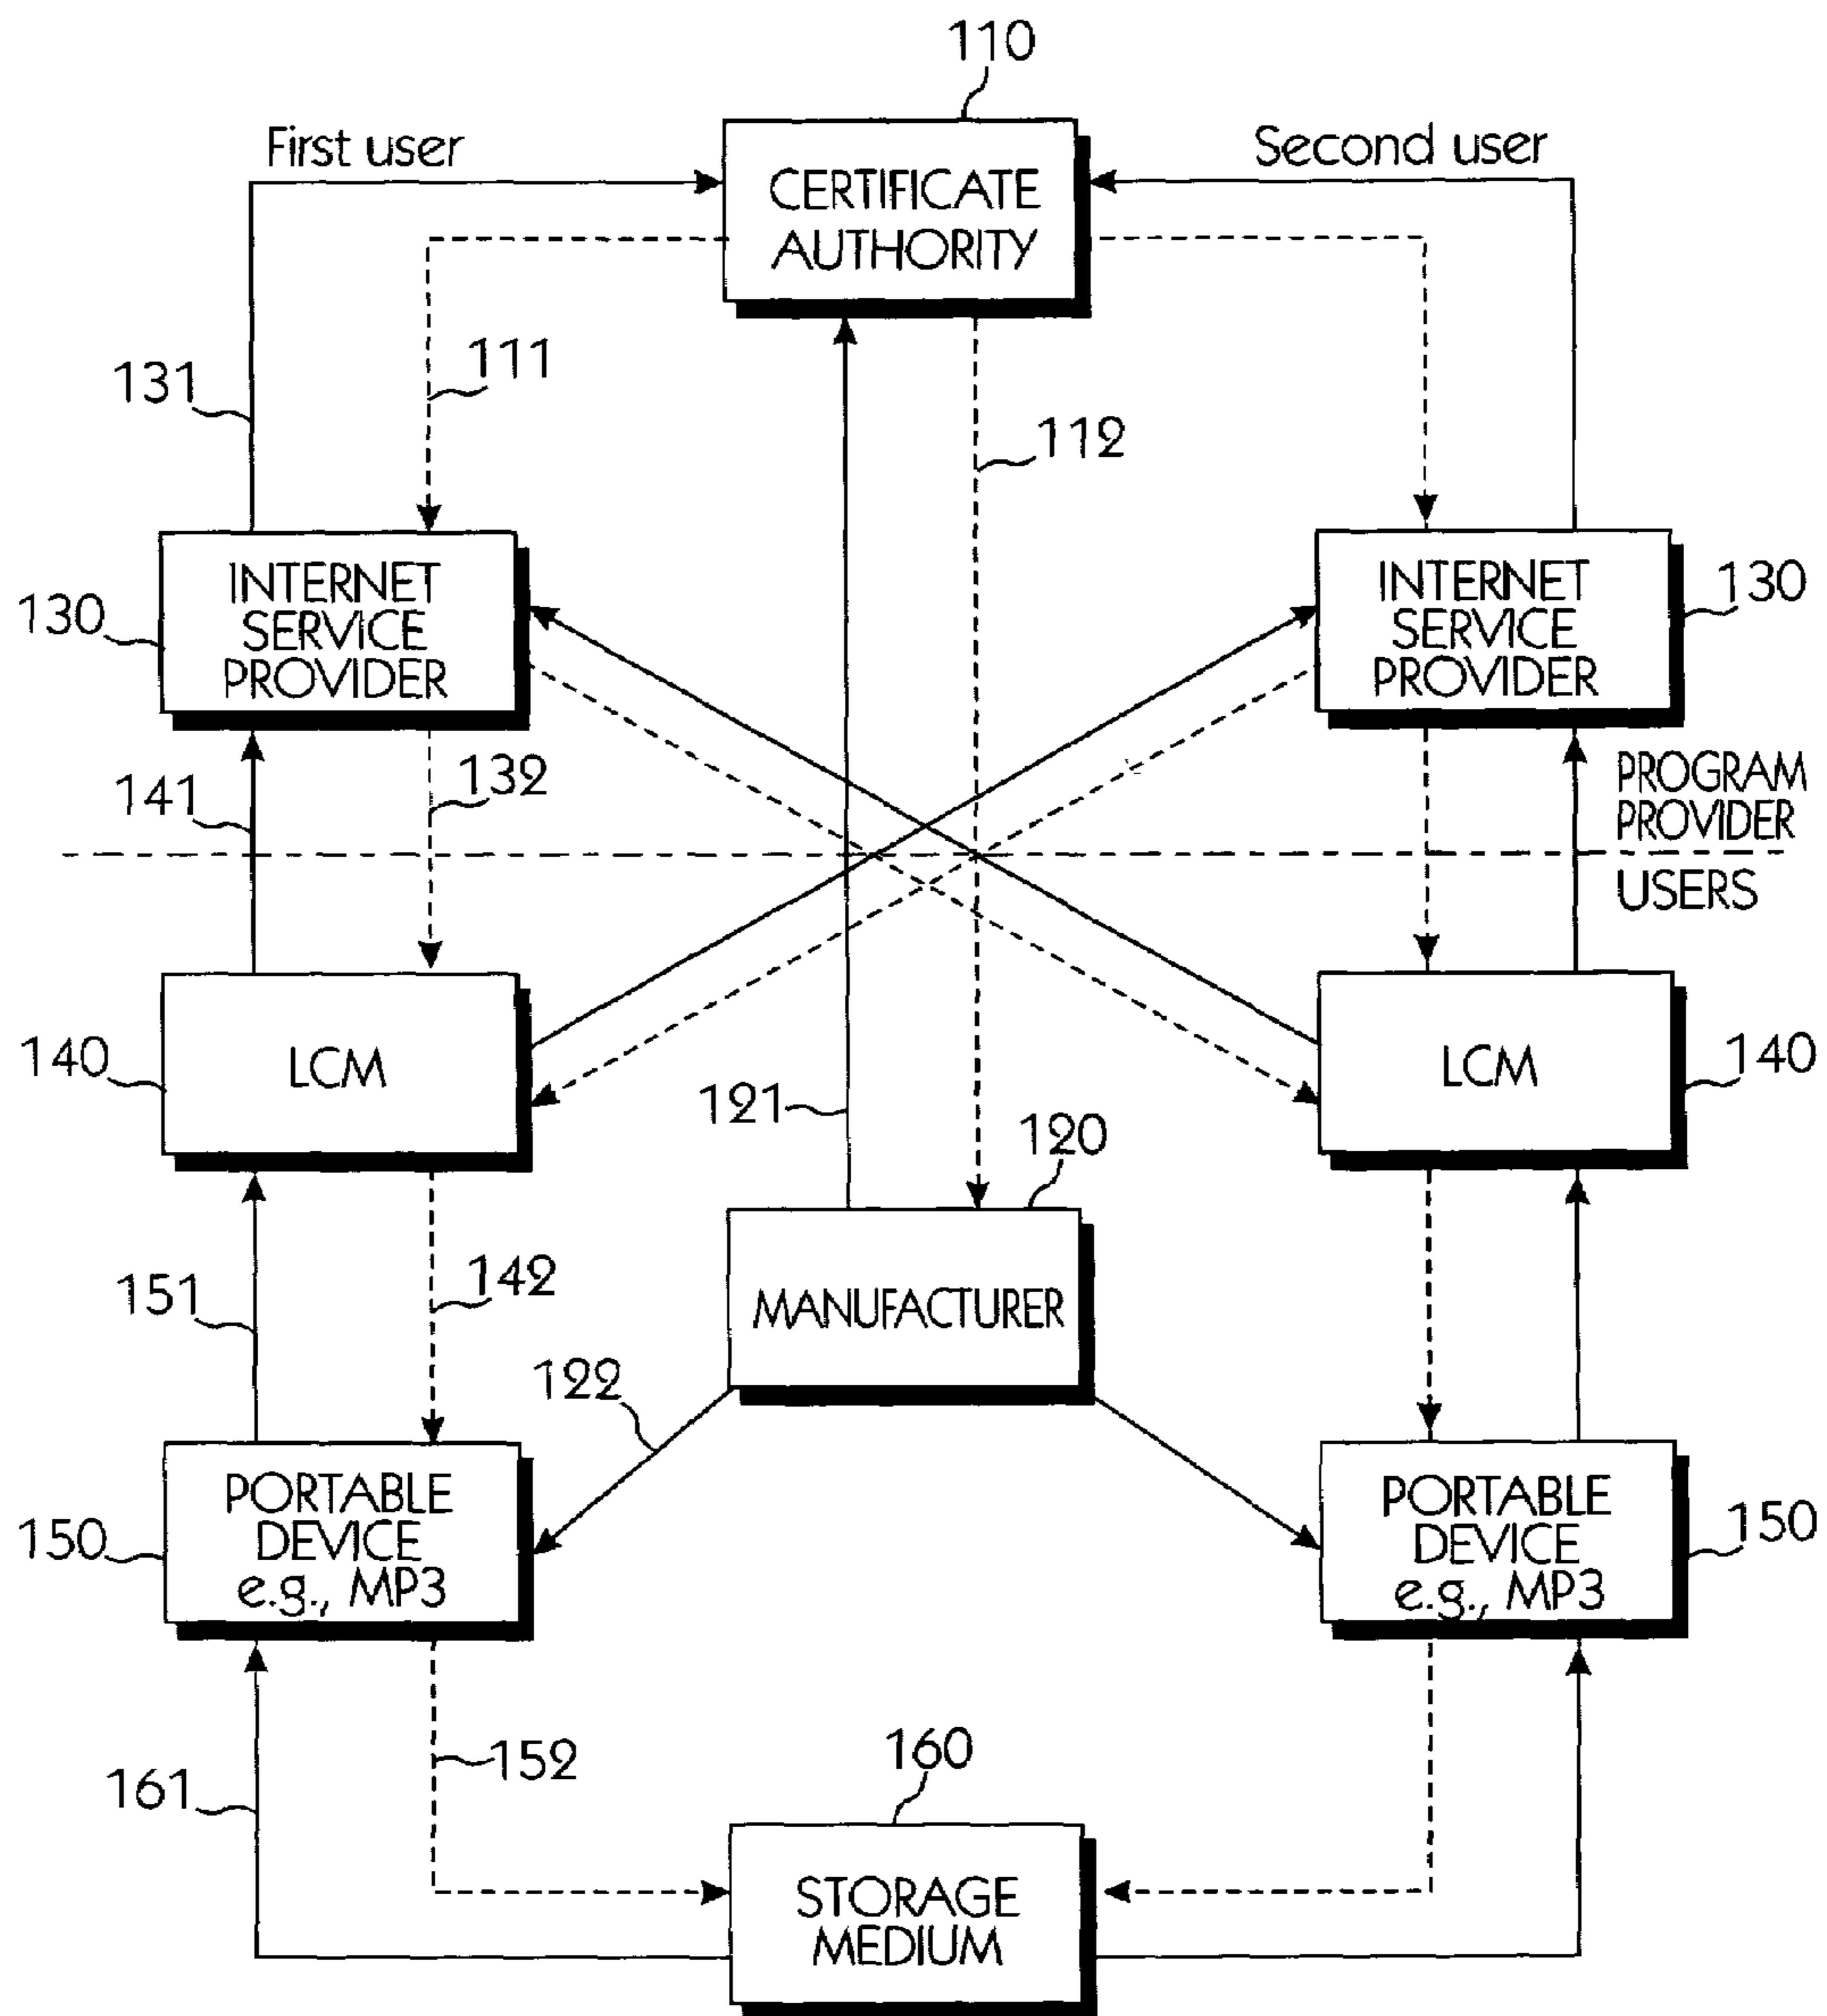 110
First user
Second user
CERTIFICATE
AUTHORITY
131
111
112
130
INTERNET
SERVICE
PROVIDER
INTERNET
SERVICE
PROVIDER
130
141
132
PROGRAM
PROVIDER
USERS
140
LCM
LCM
140
121
120
151
142
MANUFACTURER
122
150
PORTABLE
DEVICE
e.g., MP3
PORTABLE
DEVICE
e.g., MP3
150
161
152
160
STORAGE
MEDIUM